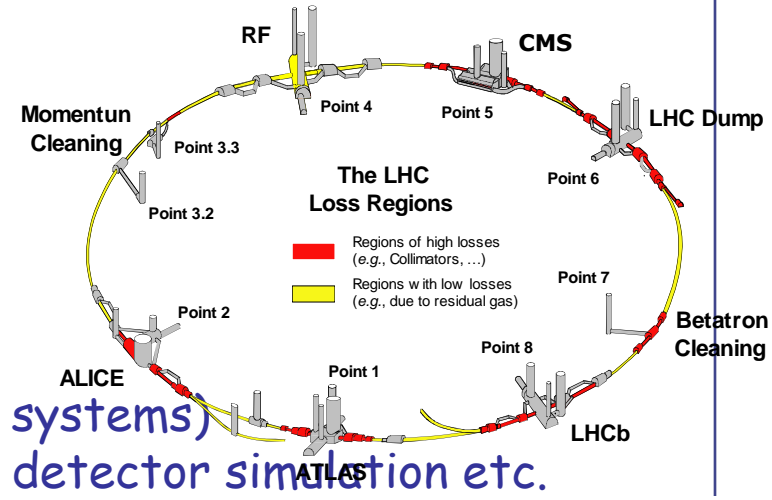 RF
CMS
Point 4
Point 5
LHC Dump
Momentun
Cleaning
Point 3.3
Point 6
The LHC
Loss Regions
Point 3.2
Regions of high losses
(e.g., Collimators, ...)
Regions with low losses
(e.g., due to residual gas)
Point 7
Point 2
Betatron
Cleaning
Point 8
Point 1
ALICE
systems)
LHCb
ATLAS
detector simulation etc.